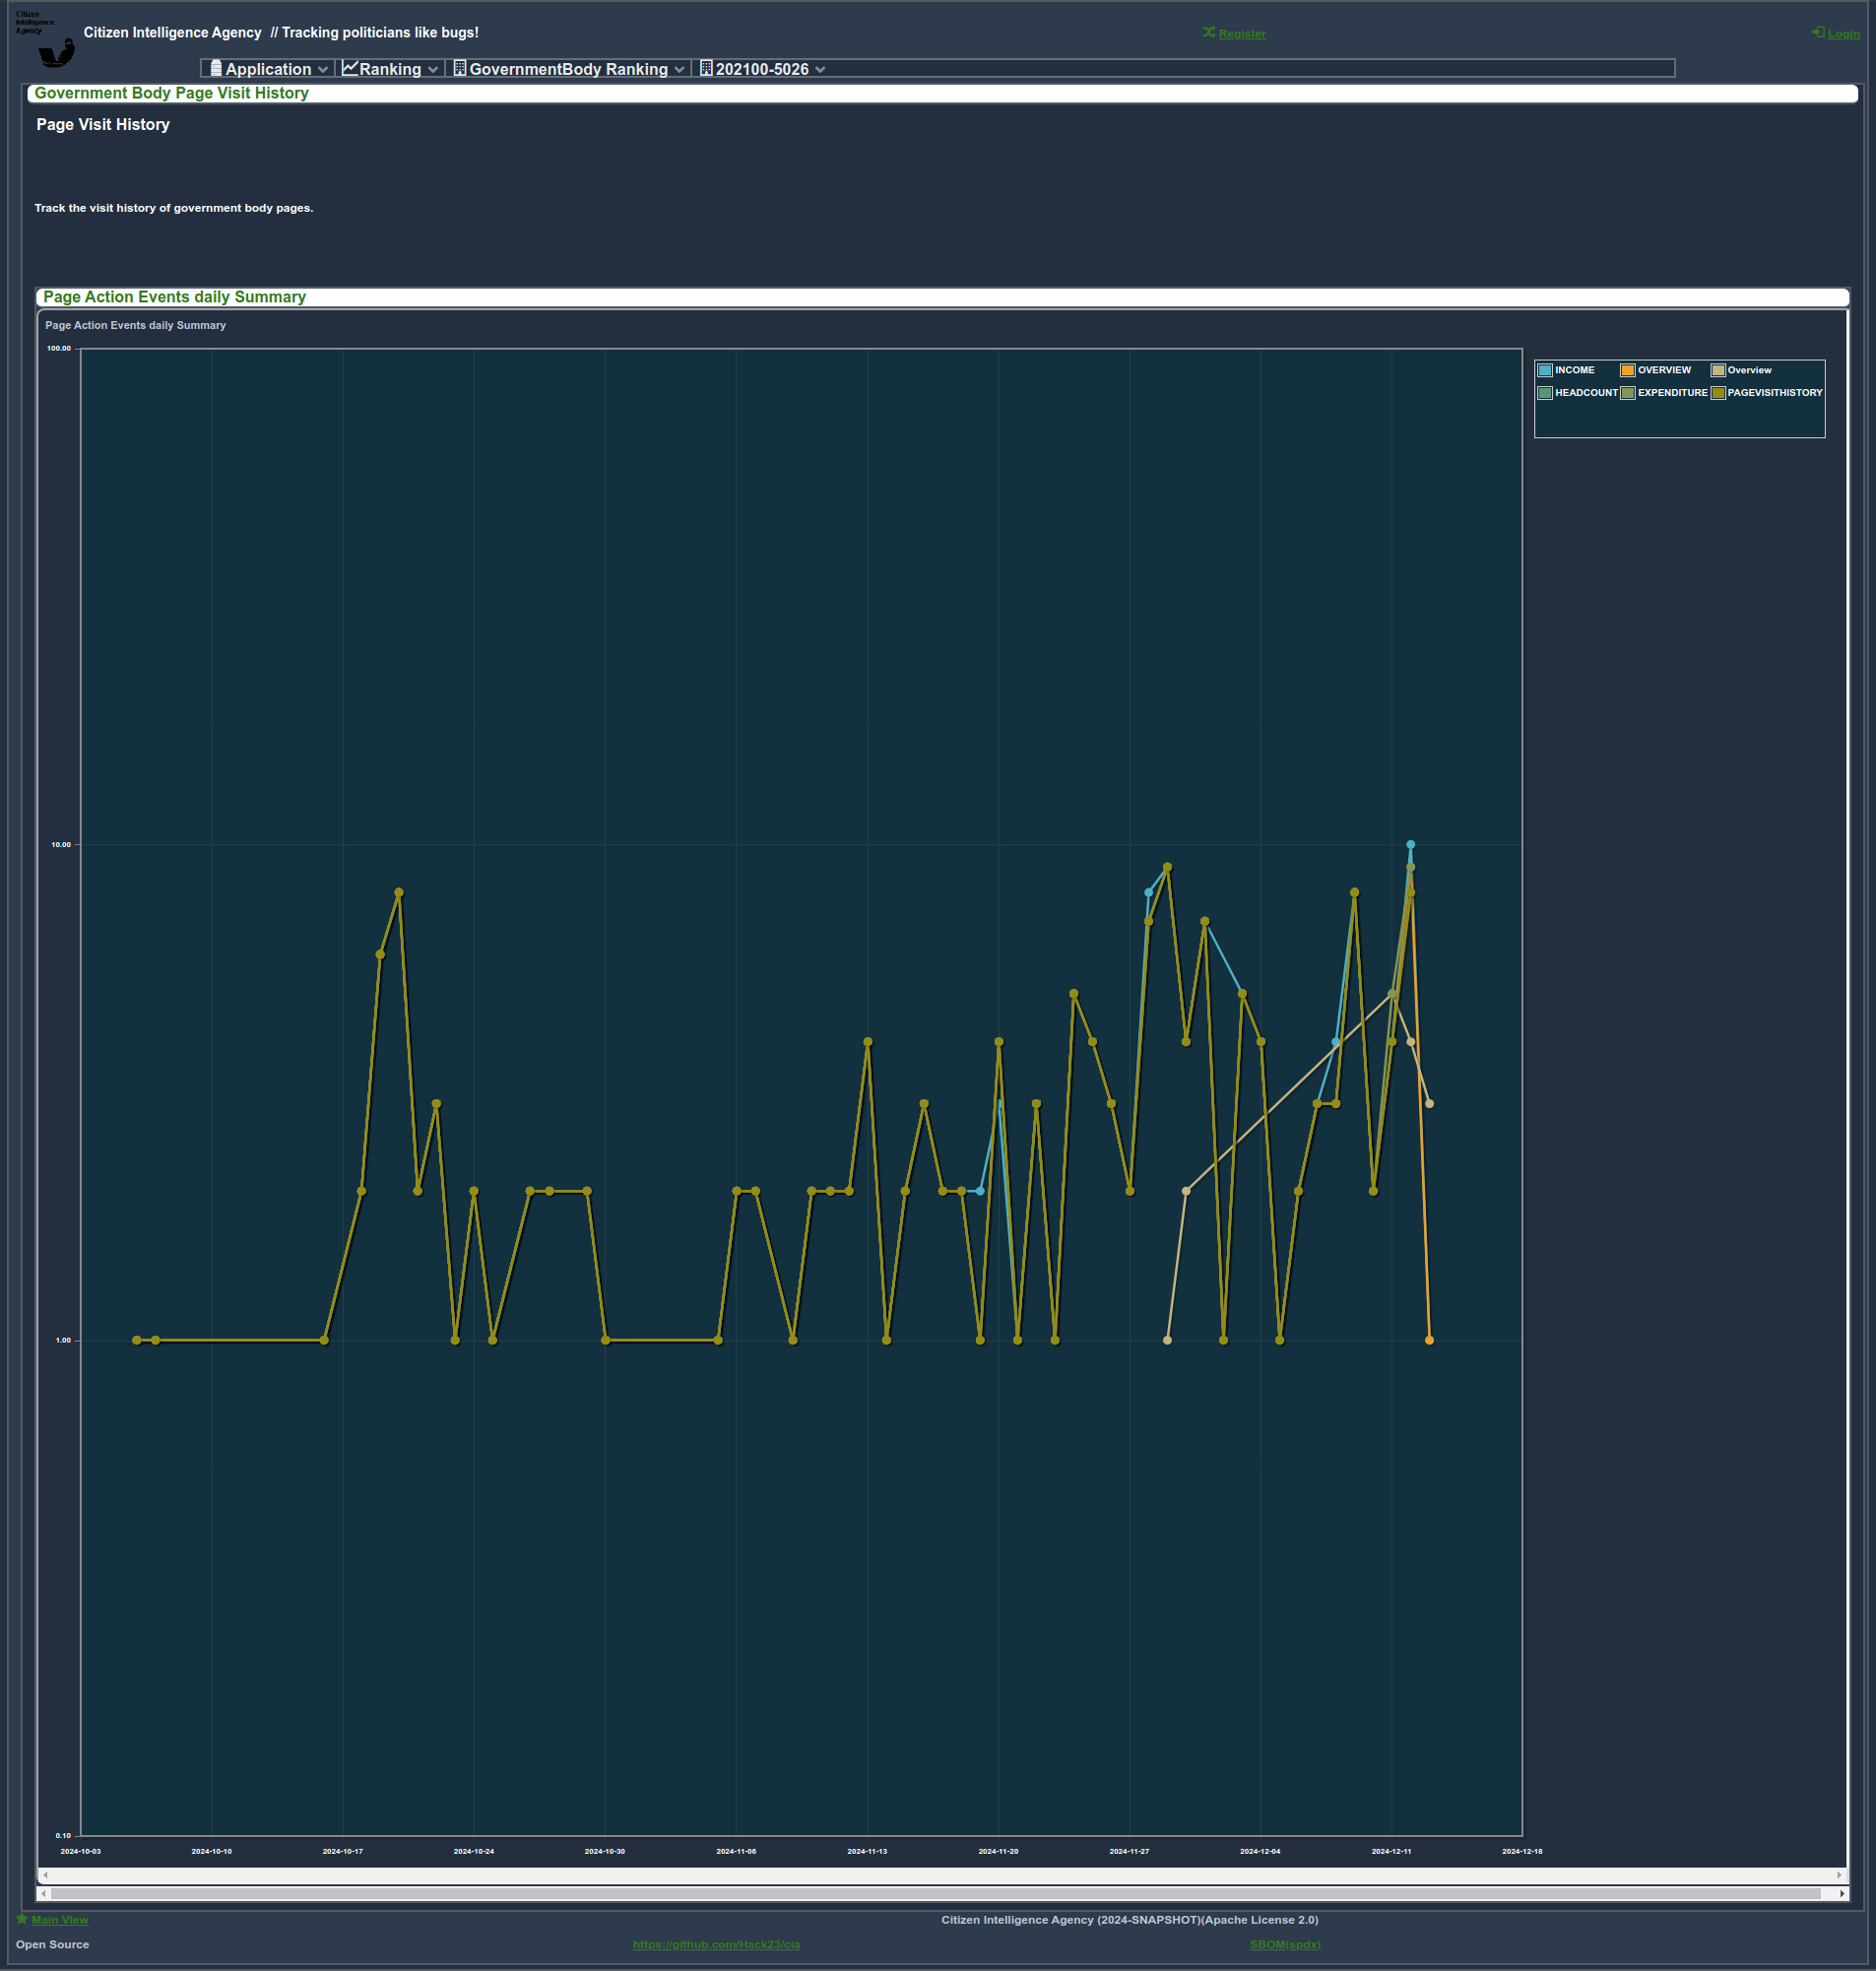 Citizen
Intelligence
Agency
Citizen Intelligence Agency // Tracking politicians like bugs!
Register
Login
Application
Ranking
GovernmentBody Ranking
202100-5026
Government Body Page Visit History
Page Visit History
Track the visit history of government body pages.
Page Action Events daily Summary
Page Action Events daily Summary
100.00
10.00
1.00
0.10
INCOME OVERVIEW Overview
HEADCOUNT EXPENDITURE PAGEVISITHISTORY
2024-10-03 2024-10-10 2024-10-17 2024-10-24 2024-10-30 2024-11-06 2024-11-13 2024-11-20 2024-11-27 2024-12-04 2024-12-11 2024-12-18
Main View
Citizen Intelligence Agency (2024-SNAPSHOT)(Apache License 2.0)
Open Source
https://github.com/Hack23/cia
SBOM(spdx)